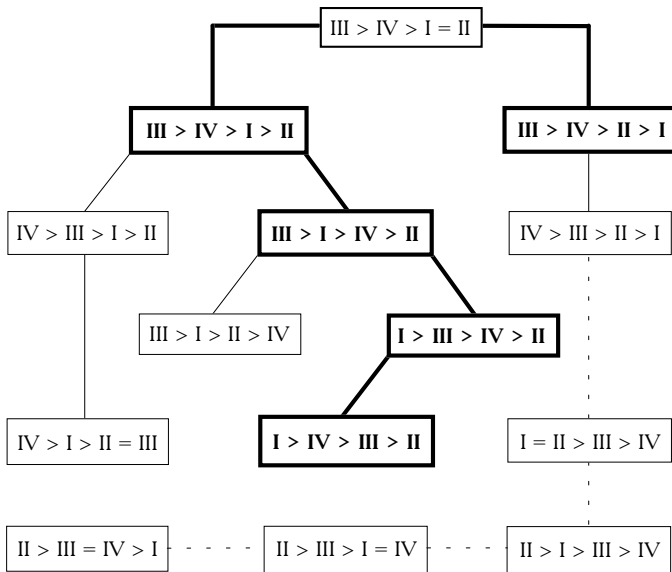 III > IV > I = II
III > IV > I > II
III > IV > II > I
IV > III > I > II
III > I > IV > II
IV > III > II > I
III > I > II > IV
I > III > IV > II
IV > I > II = III
I > IV > III > II
I = II > III > IV
II > III = IV > I
II > III > I = IV
II > I > III > IV